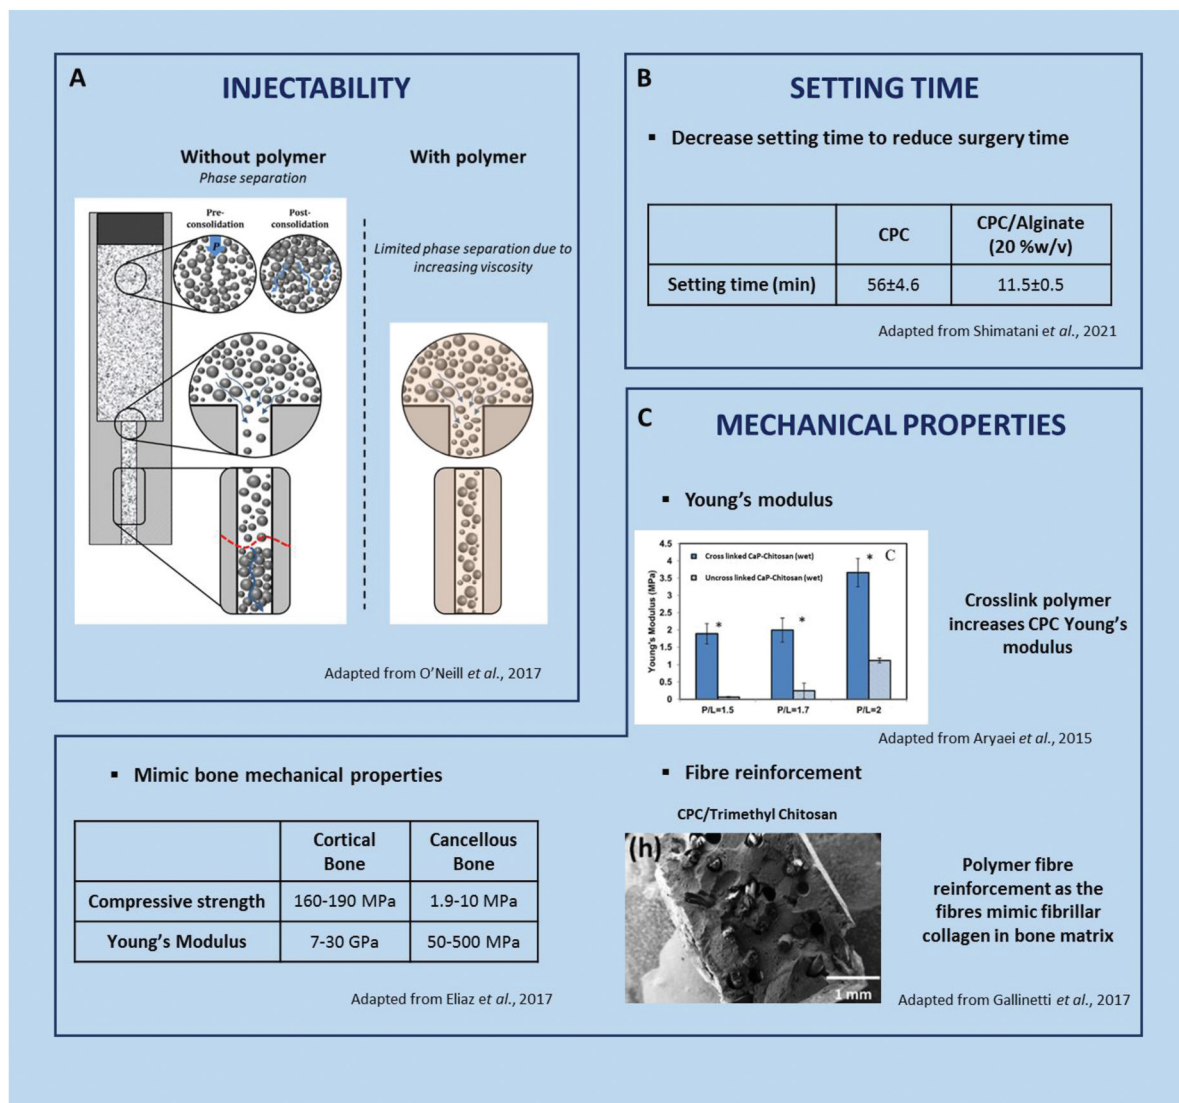 A
INJECTABILITY
Without polymer
Phase separation
With polymer
Pre-
consolidation
Post-
consolidation
P
Limited phase separation due to
increasing viscosity
Adapted from O’Neill et al., 2017
B
SETTING TIME
▪ Decrease setting time to reduce surgery time
CPC
CPC/Alginate
(20 %w/v)
Setting time (min)
56±4.6
11.5±0.5
Adapted from Shimatani et al., 2021
C
MECHANICAL PROPERTIES
▪ Young’s modulus
Young's Modulus (MPa)
4.5
4
3.5
3
2.5
2
1.5
1
0.5
0
Cross linked CaP-Chitosan (wet)
Uncross linked CaP-Chitosan (wet)
C
*
*
*
P/L=1.5
P/L=1.7
P/L=2
Crosslink polymer
increases CPC Young’s
modulus
Adapted from Aryaei et al., 2015
▪ Mimic bone mechanical properties
Cortical
Bone
Cancellous
Bone
Compressive strength
160-190 MPa
1.9-10 MPa
Young’s Modulus
7-30 GPa
50-500 MPa
Adapted from Eliaz et al., 2017
▪ Fibre reinforcement
CPC/Trimethyl Chitosan
(h)
1 mm
Polymer fibre
reinforcement as the
fibres mimic fibrillar
collagen in bone matrix
Adapted from Gallinetti et al., 2017